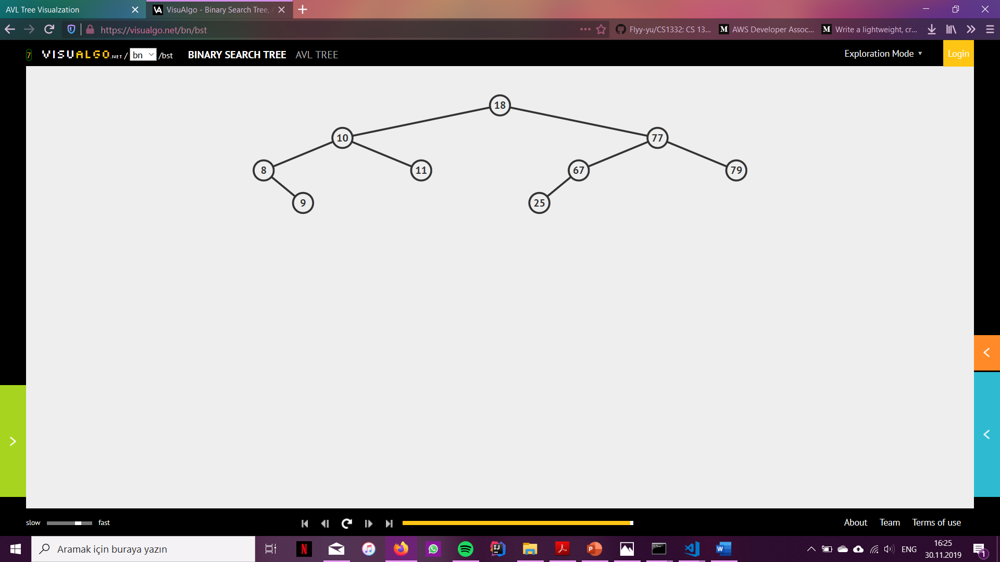 AVL Tree Visualzation
VisuAlgo - Binary Search Tree,
https://visualgo.net/bn/bst
Flyy-yu/CS1332: CS 13...
AWS Developer Assoc...
Write a lightweight, cr...
7 VISUALGO.NET / bn /bst BINARY SEARCH TREE AVL TREE
Exploration Mode Login
18
10 77
8 11 67 79
9 25
slow fast
About Team Terms of use
Aramak için buraya yazın
ENG
16:25
30.11.2019
1